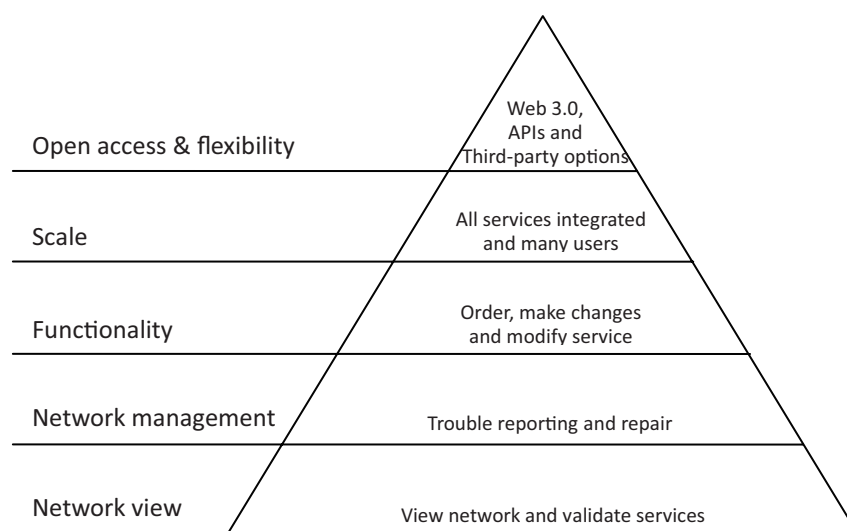 Web 3.0,
APIs and
Open access & flexibility
Third-party options
All services integrated
Scale
and many users
Order, make changes
Functionality
and modify service
Network management
Trouble reporting and repair
Network view
View network and validate services